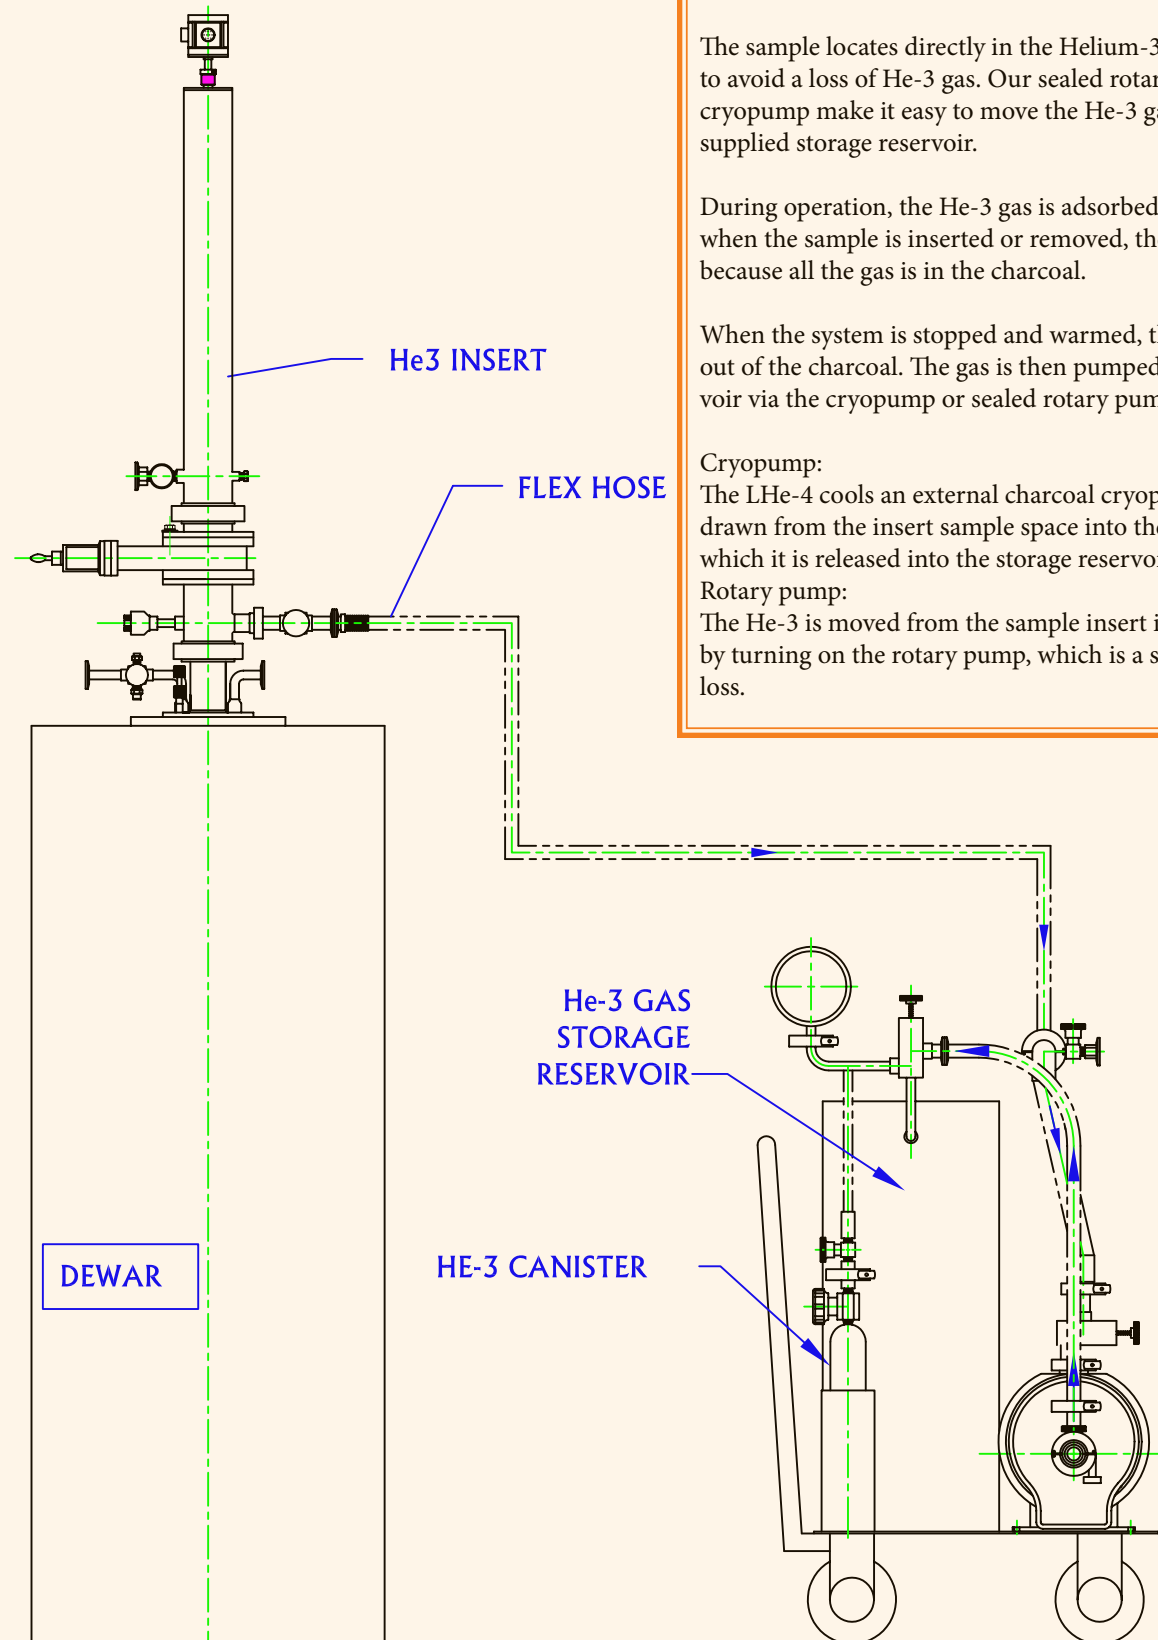 The sample locates directly in the Helium-3
to avoid a loss of He-3 gas. Our sealed
cryopump make it easy to move the He-3
supplied storage reservoir.
During operation, the He-3 gas is adsorbed
when the sample is inserted or removed,
because all the gas is in the charcoal.
When the system is stopped and warmed,
out of the charcoal. The gas is then pumped
voir via the cryopump or sealed rotary
Cryopump:
The LHe-4 cools an external charcoal
drawn from the insert sample space into
which it is released into the storage
Rotary pump:
The He-3 is moved from the sample insert
by turning on the rotary pump, which is a
loss.
He3 INSERT
FLEX HOSE
He-3 GAS
STORAGE
RESERVOIR
HE-3 CANISTER
DEWAR